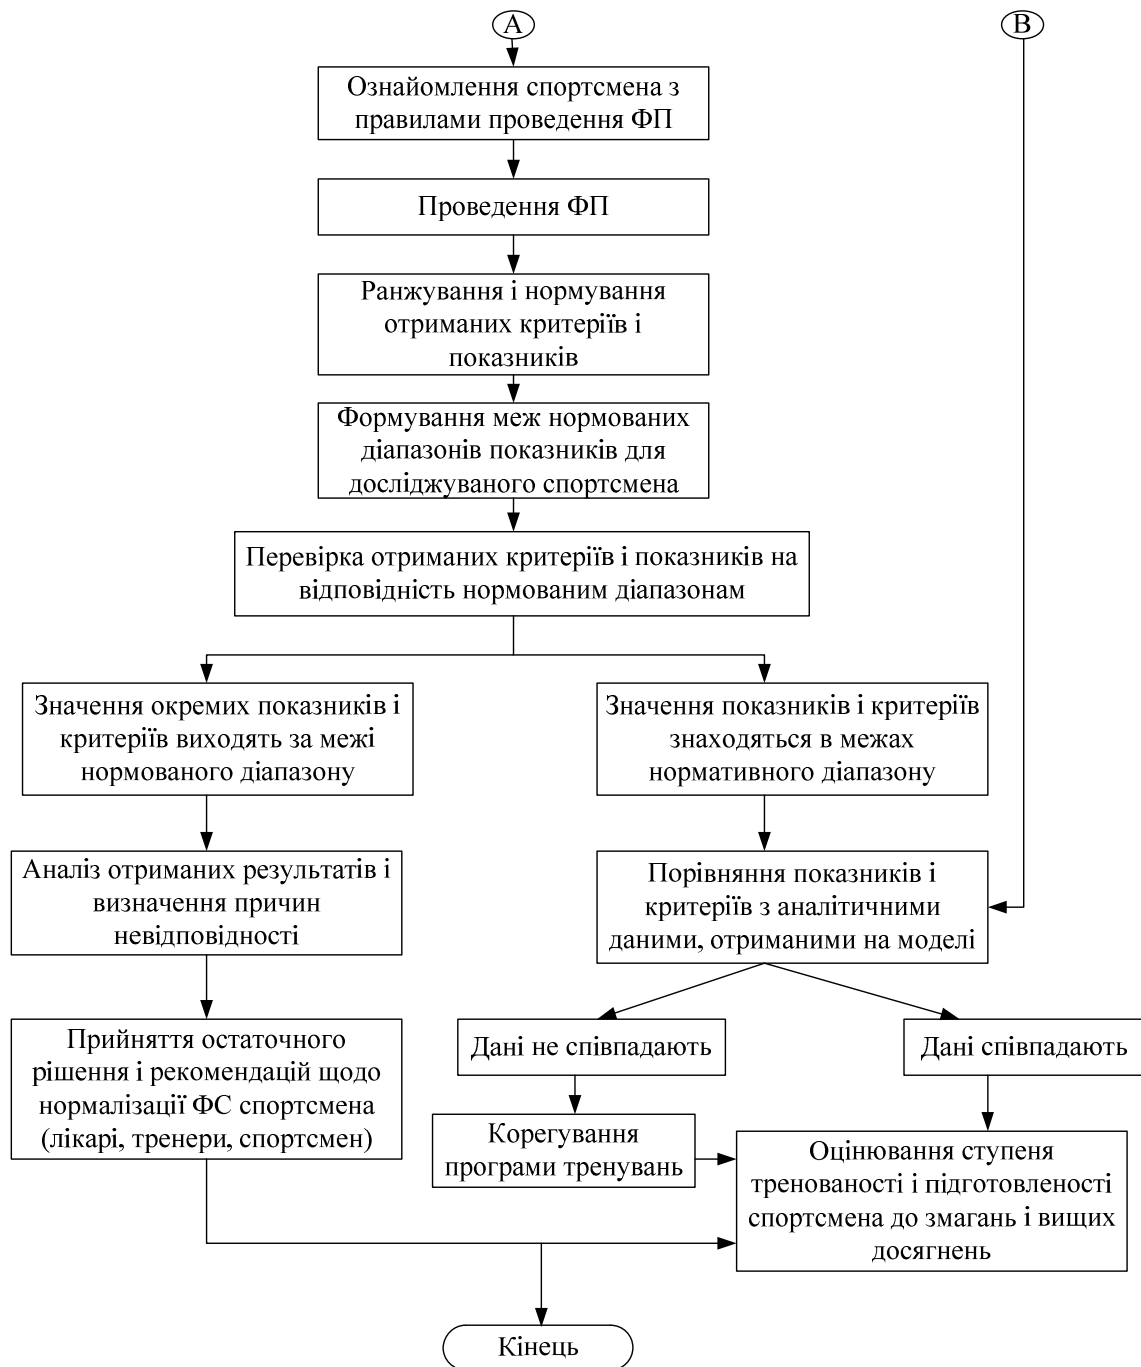 A
B
Ознайомлення спортсмена з
правилами проведення ФП
Проведення ФП
Ранжування і нормування
отриманих критеріїв і
показників
Формування меж нормованих
діапазонів показників для
досліджуваного спортсмена
Перевірка отриманих критеріїв і показників на
відповідність нормованим діапазонам
Значення окремих показників і
критеріїв виходять за межі
нормованого діапазону
Значення показників і критеріїв
знаходяться в межах
нормативного діапазону
Аналіз отриманих результатів і
визначення причин
невідповідності
Порівняння показників і
критеріїв з аналітичними
даними, отриманими на моделі
Прийняття остаточного
рішення і рекомендацій щодо
нормалізації ФС спортсмена
(лікарі, тренери, спортсмен)
Дані не співпадають
Дані співпадають
Корегування
програми тренувань
Оцінювання ступеня
тренованості і підготовленості
спортсмена до змагань і вищих
досягнень
Кінець